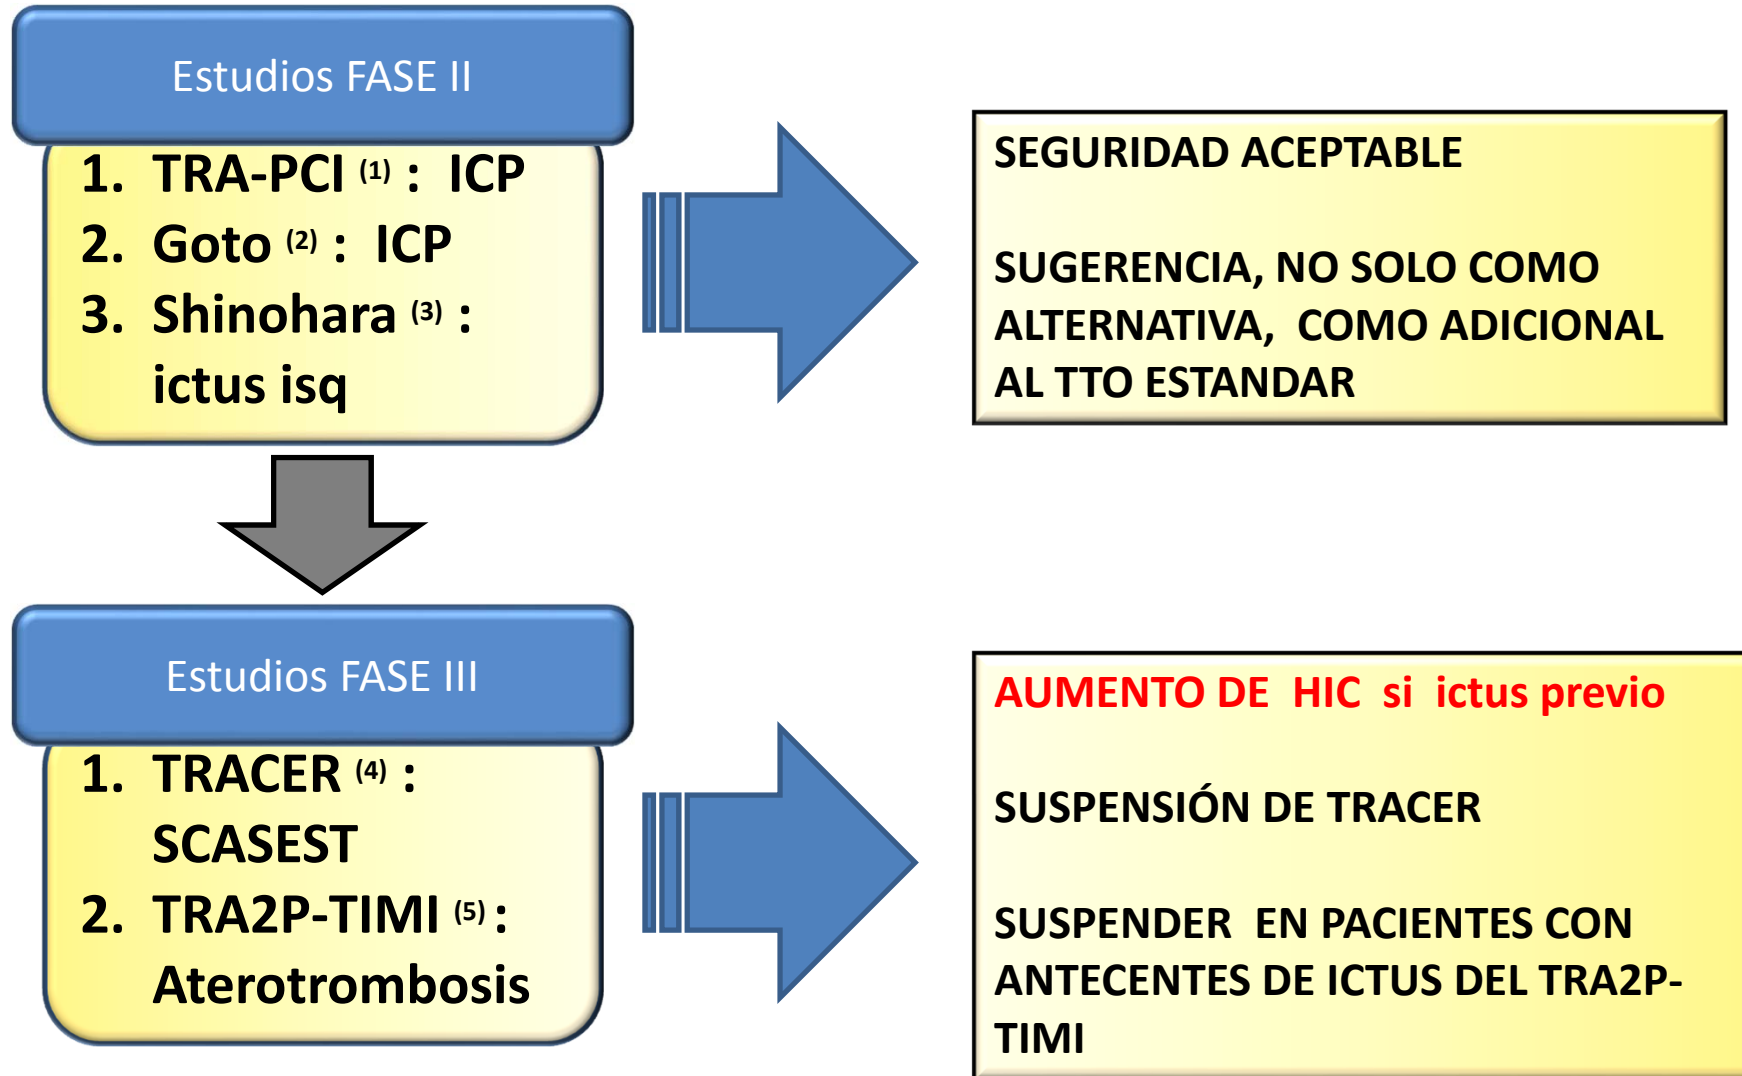 Estudios FASE II
1. TRA-PCI (1) : ICP
2. Goto (2) : ICP
3. Shinohara (3) :
ictus isq
SEGURIDAD ACEPTABLE
SUGERENCIA, NO SOLO COMO
ALTERNATIVA, COMO ADICIONAL
AL TTO ESTANDAR
Estudios FASE III
1. TRACER (4) :
SCASEST
2. TRA2P-TIMI (5) :
Aterotrombosis
AUMENTO DE HIC si ictus previo
SUSPENSIÓN DE TRACER
SUSPENDER EN PACIENTES CON
ANTECENTES DE ICTUS DEL TRA2P-
TIMI